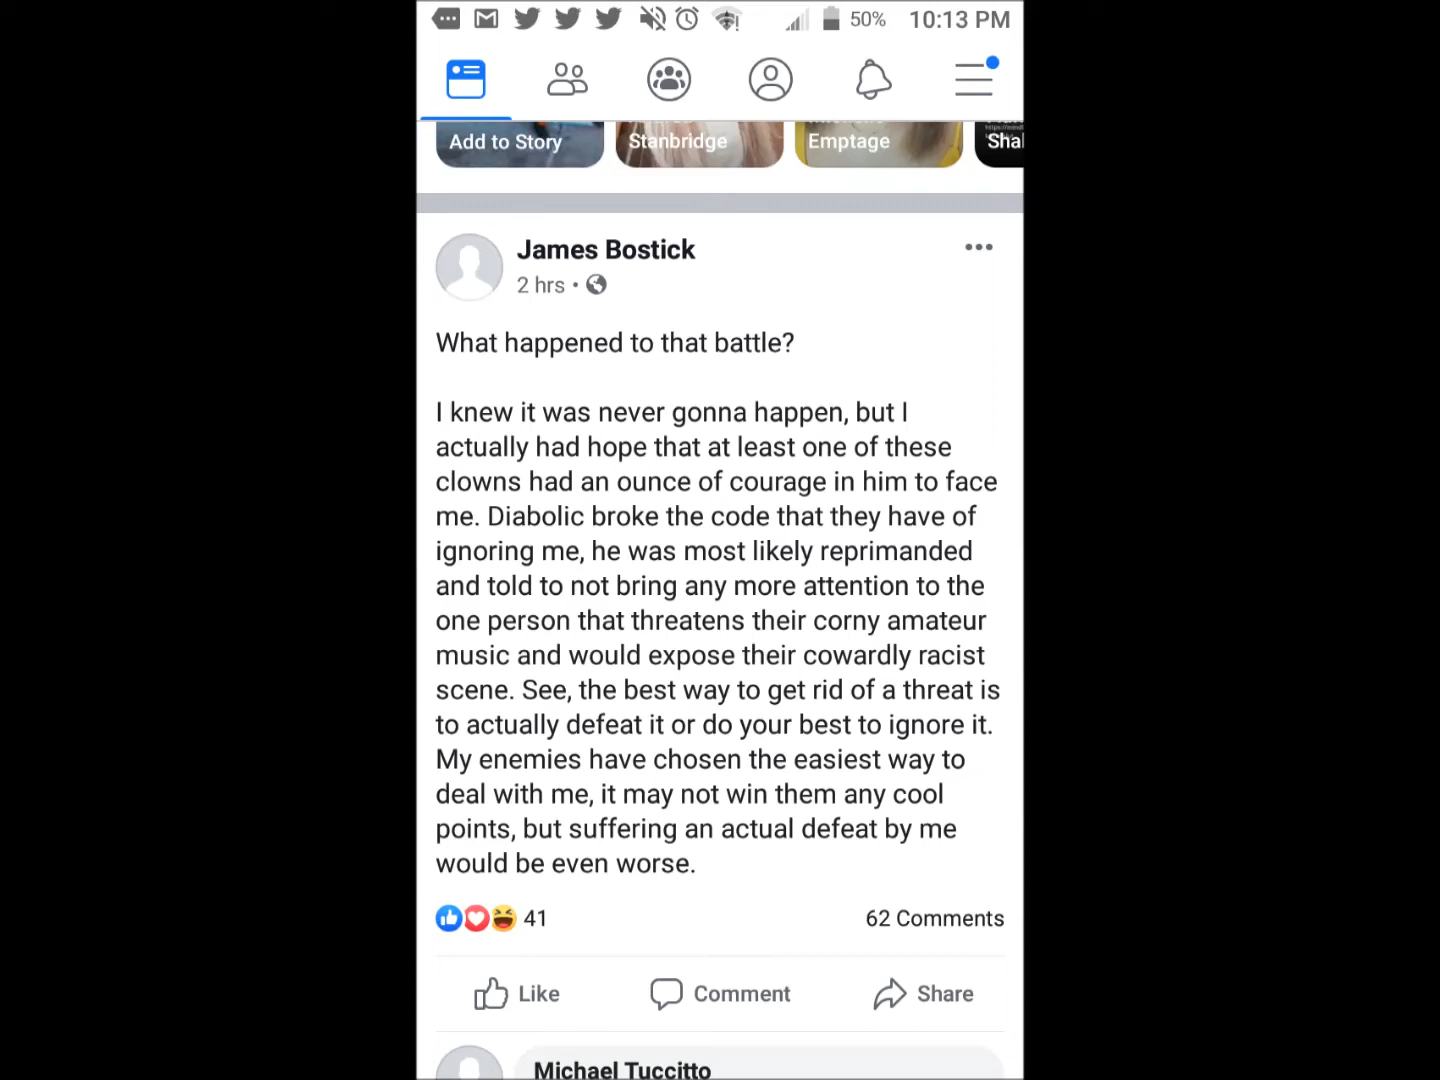 50% 10:13 PM
Add to Story
Stanbridge
Emptage
Shal
James Bostick
2 hrs •
What happened to that battle?
I knew it was never gonna happen, but I
actually had hope that at least one of these
clowns had an ounce of courage in him to face
me. Diabolic broke the code that they have of
ignoring me, he was most likely reprimanded
and told to not bring any more attention to the
one person that threatens their corny amateur
music and would expose their cowardly racist
scene. See, the best way to get rid of a threat is
to actually defeat it or do your best to ignore it.
My enemies have chosen the easiest way to
deal with me, it may not win them any cool
points, but suffering an actual defeat by me
would be even worse.
41
62 Comments
Like
Comment
Share
Michael Tuccitto